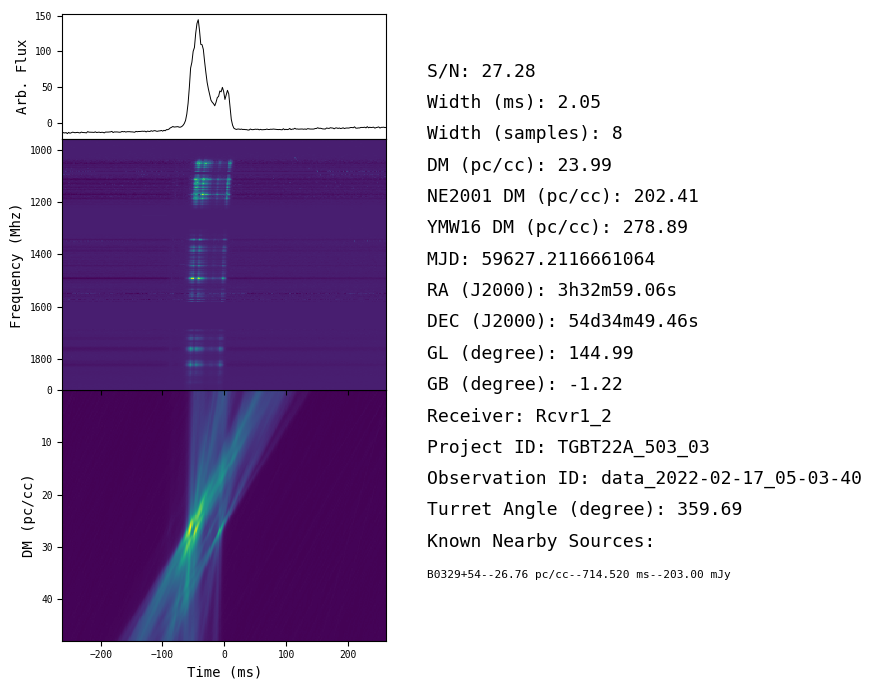 150
100
50
0
Arb. Flux
1000
1200
1400
1600
1800
Frequency (Mhz)
0
10
20
30
40
DM (pc/cc)
−200
−100
0
100
200
Time (ms)
S/N: 27.28
Width (ms): 2.05
Width (samples): 8
DM (pc/cc): 23.99
NE2001 DM (pc/cc): 202.41
YMW16 DM (pc/cc): 278.89
MJD: 59627.2116661064
RA (J2000): 3h32m59.06s
DEC (J2000): 54d34m49.46s
GL (degree): 144.99
GB (degree): -1.22
Receiver: Rcvr1_2
Project ID: TGBT22A_503_03
Observation ID: data_2022-02-17_05-03-40
Turret Angle (degree): 359.69
Known Nearby Sources:
B0329+54--26.76 pc/cc--714.520 ms--203.00 mJy